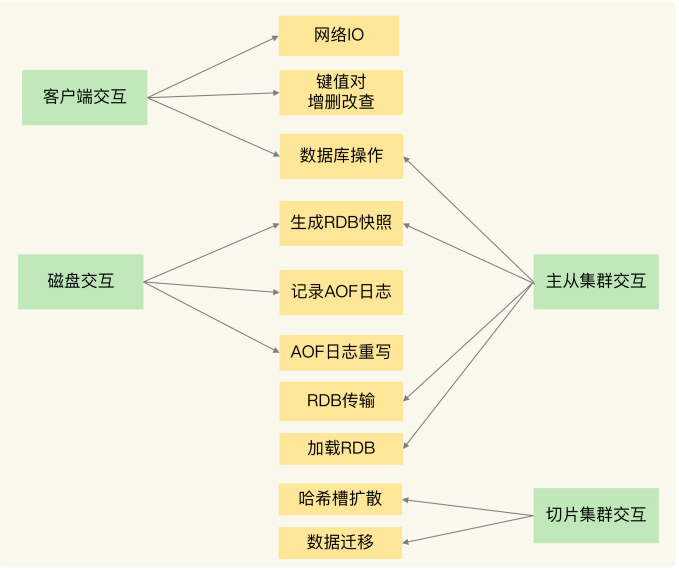 网络IO
客户端交互
键值对
增删改查
数据库操作
生成RDB快照
磁盘交互
主从集群交互
记录AOF日志
AOF日志重写
RDB传输
加载RDB
哈希槽扩散
切片集群交互
数据迁移